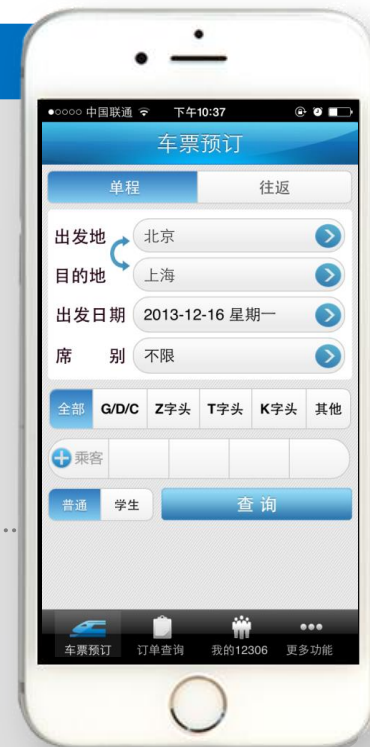 中国联通 下午10:37
车票预订
单程 往返
出发地 北京
目的地 上海
出发日期 2013-12-16 星期一
席 别 不限
全部 G/D/C Z字头 T字头 K字头 其他
乘客
普通 学生 查 询
车票预订 订单查询 我的12306 更多功能